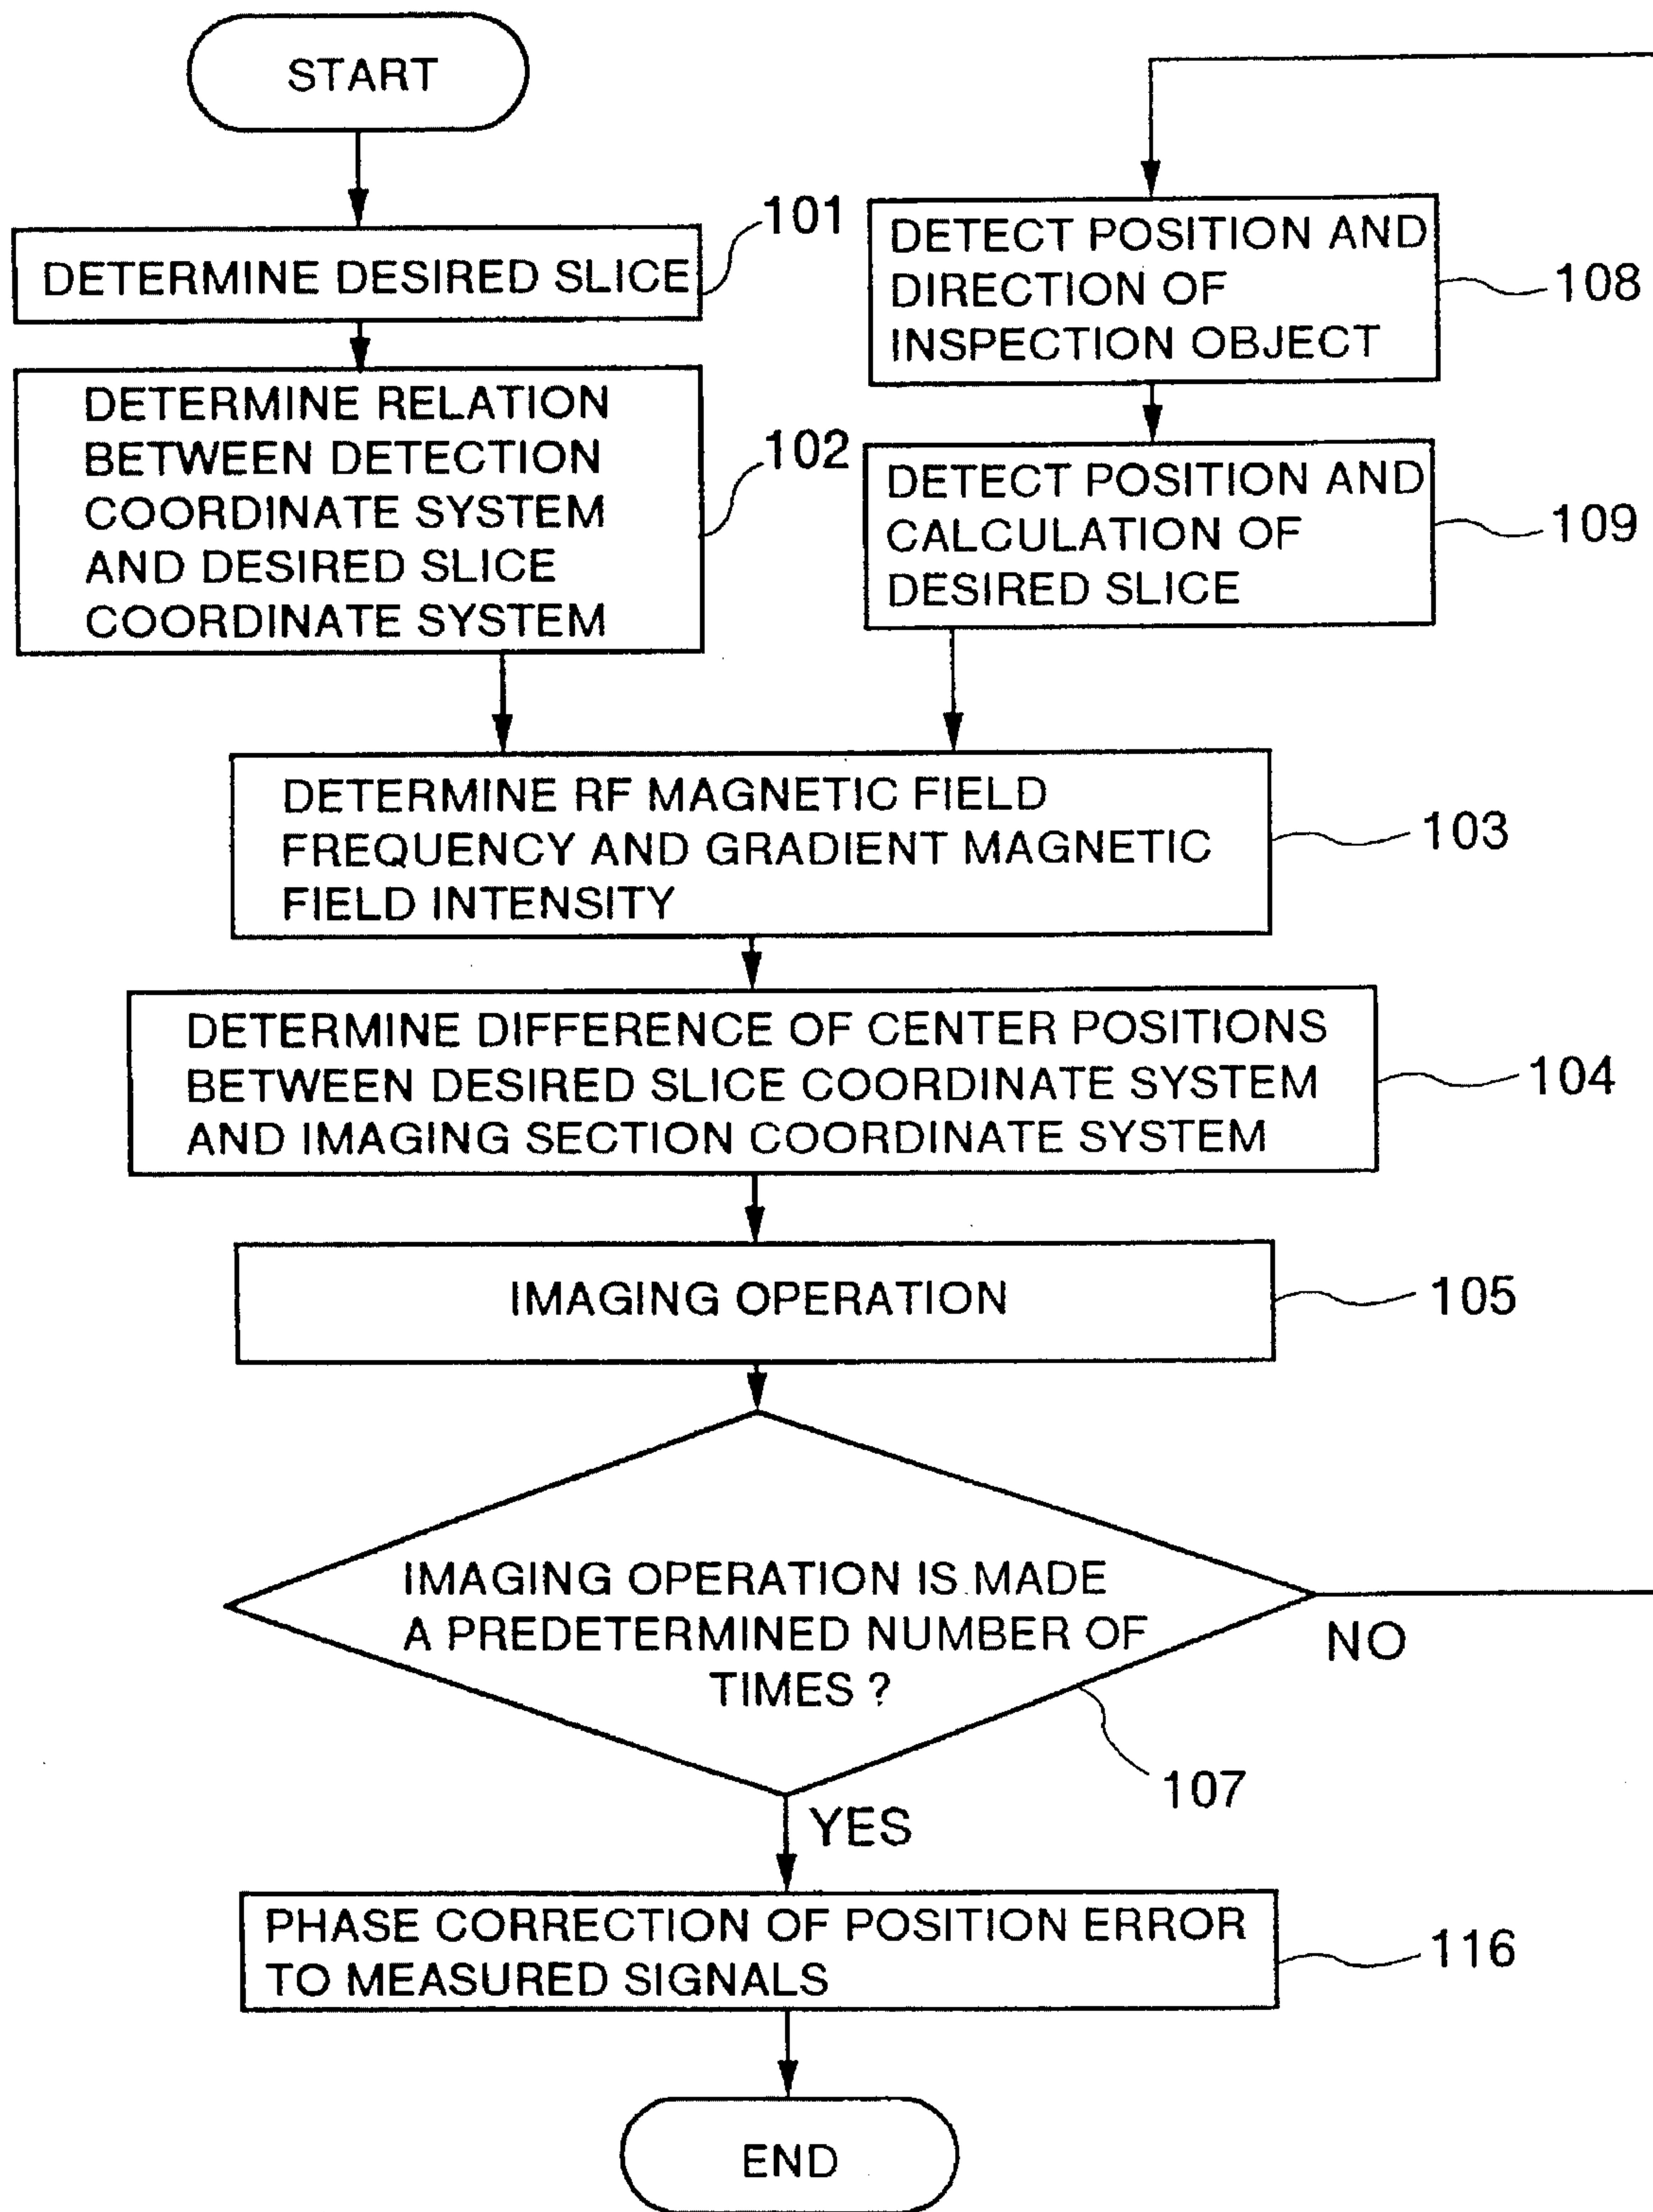 START
101
DETERMINE DESIRED SLICE
DETERMINE RELATION
BETWEEN DETECTION
COORDINATE SYSTEM
AND DESIRED SLICE
COORDINATE SYSTEM
102
DETECT POSITION AND
DIRECTION OF
INSPECTION OBJECT
108
DETECT POSITION AND
CALCULATION OF
DESIRED SLICE
109
DETERMINE RF MAGNETIC FIELD
FREQUENCY AND GRADIENT MAGNETIC
FIELD INTENSITY
103
DETERMINE DIFFERENCE OF CENTER POSITIONS
BETWEEN DESIRED SLICE COORDINATE SYSTEM
AND IMAGING SECTION COORDINATE SYSTEM
104
IMAGING OPERATION
105
IMAGING OPERATION IS MADE
A PREDETERMINED NUMBER OF
TIMES ?
NO
107
YES
PHASE CORRECTION OF POSITION ERROR
TO MEASURED SIGNALS
116
END